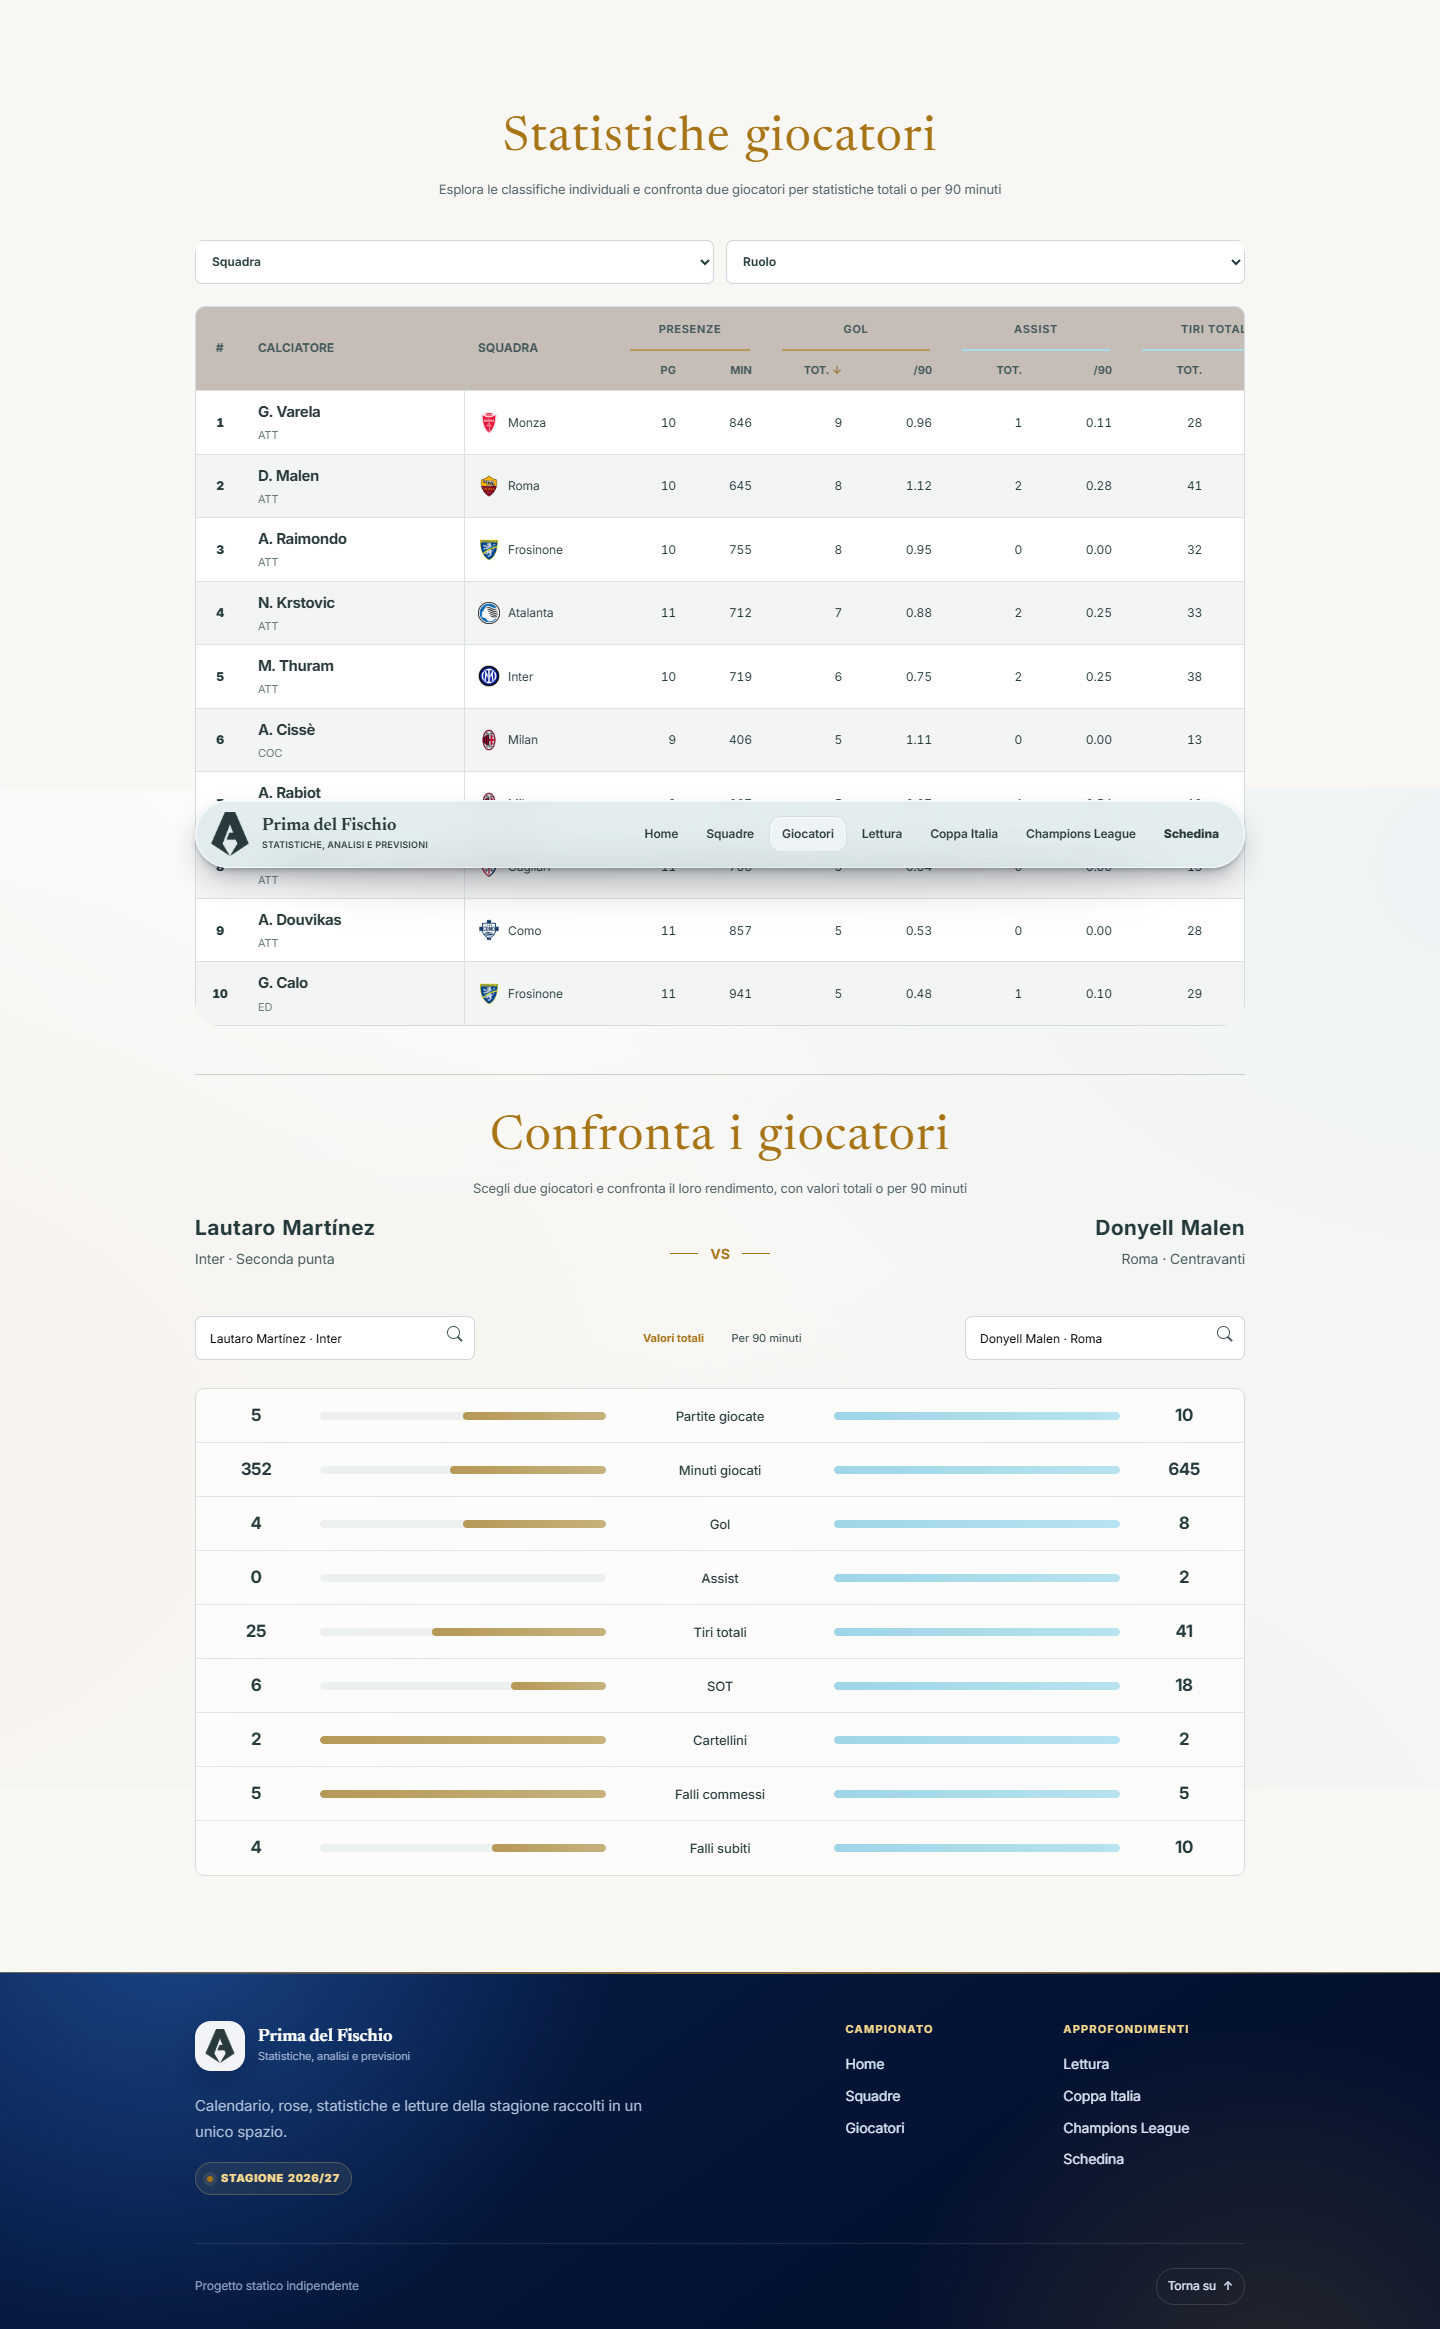 Statistiche giocatori
Esplora le classifiche individuali e confronta due giocatori per statistiche totali o per 90 minuti
Squadra
Ruolo
# CALCIATORE SQUADRA PRESENZE GOL ASSIST TIRI TOTAL
PG MIN TOT. ↓ /90 TOT. /90 TOT.
1 G. Varela ATT Monza 10 846 9 0.96 1 0.11 28
2 D. Malen ATT Roma 10 645 8 1.12 2 0.28 41
3 A. Raimondo ATT Frosinone 10 755 8 0.95 0 0.00 32
4 N. Krstovic ATT Atalanta 11 712 7 0.88 2 0.25 33
5 M. Thuram ATT Inter 10 719 6 0.75 2 0.25 38
6 A. Cissè COC Milan 9 406 5 1.11 0 0.00 13
A. Rabiot
Prima del Fischio
STATISTICHE, ANALISI E PREVISIONI
Home Squadre Giocatori Lettura Coppa Italia Champions League Schedina
ATT
9 A. Douvikas ATT Como 11 857 5 0.53 0 0.00 28
10 G. Calo ED Frosinone 11 941 5 0.48 1 0.10 29
Confronta i giocatori
Scegli due giocatori e confronta il loro rendimento, con valori totali o per 90 minuti
Lautaro Martínez
Inter · Seconda punta
VS
Donyell Malen
Roma · Centravanti
Lautaro Martínez · Inter
Valori totali Per 90 minuti
Donyell Malen · Roma
5 Partite giocate 10
352 Minuti giocati 645
4 Gol 8
0 Assist 2
25 Tiri totali 41
6 SOT 18
2 Cartellini 2
5 Falli commessi 5
4 Falli subiti 10
Prima del Fischio
Statistiche, analisi e previsioni
Calendario, rose, statistiche e letture della stagione raccolti in un
unico spazio.
STAGIONE 2026/27
CAMPIONATO
Home
Squadre
Giocatori
APPROFONDIMENTI
Lettura
Coppa Italia
Champions League
Schedina
Progetto statico indipendente
Torna su ↑